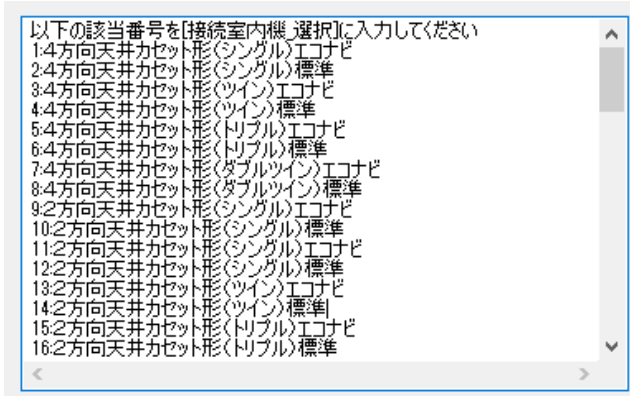 以下の該当番号を[接続室内機_選択]に入力してください
1:4方向天井カセット形(シングル)エコナビ
2:4方向天井カセット形(シングル)標準
3:4方向天井カセット形(ツイン)エコナビ
4:4方向天井カセット形(ツイン)標準
5:4方向天井カセット形(トリプル)エコナビ
6:4方向天井カセット形(トリプル)標準
7:4方向天井カセット形(ダブルツイン)エコナビ
8:4方向天井カセット形(ダブルツイン)標準
9:2方向天井カセット形(シングル)エコナビ
10:2方向天井カセット形(シングル)標準
11:2方向天井カセット形(シングル)エコナビ
12:2方向天井カセット形(シングル)標準
13:2方向天井カセット形(ツイン)エコナビ
14:2方向天井カセット形(ツイン)標準
15:2方向天井カセット形(トリプル)エコナビ
16:2方向天井カセット形(トリプル)標準